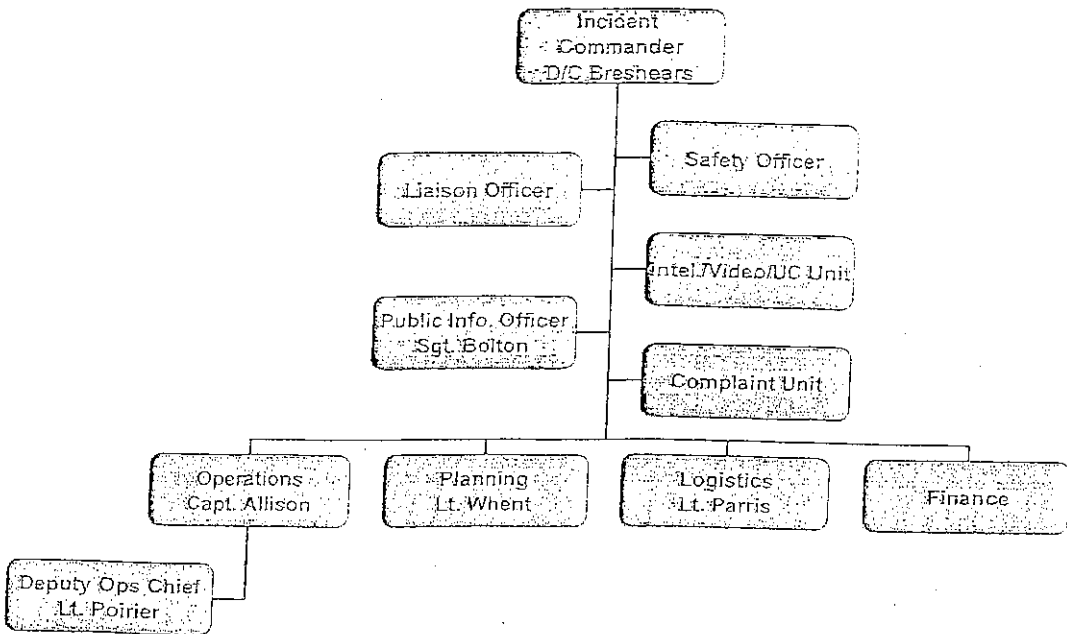 Incident
Commander
D/C Breshears
Safety Officer
Liaison Officer
Intel./Video/UC Unit
Public Info. Officer
Sgt. Bolton
Complaint Unit
Operations
Capt. Allison
Planning
Lt. Whent
Logistics
Lt. Parris
Finance
Deputy Ops Chief
Lt. Poirier